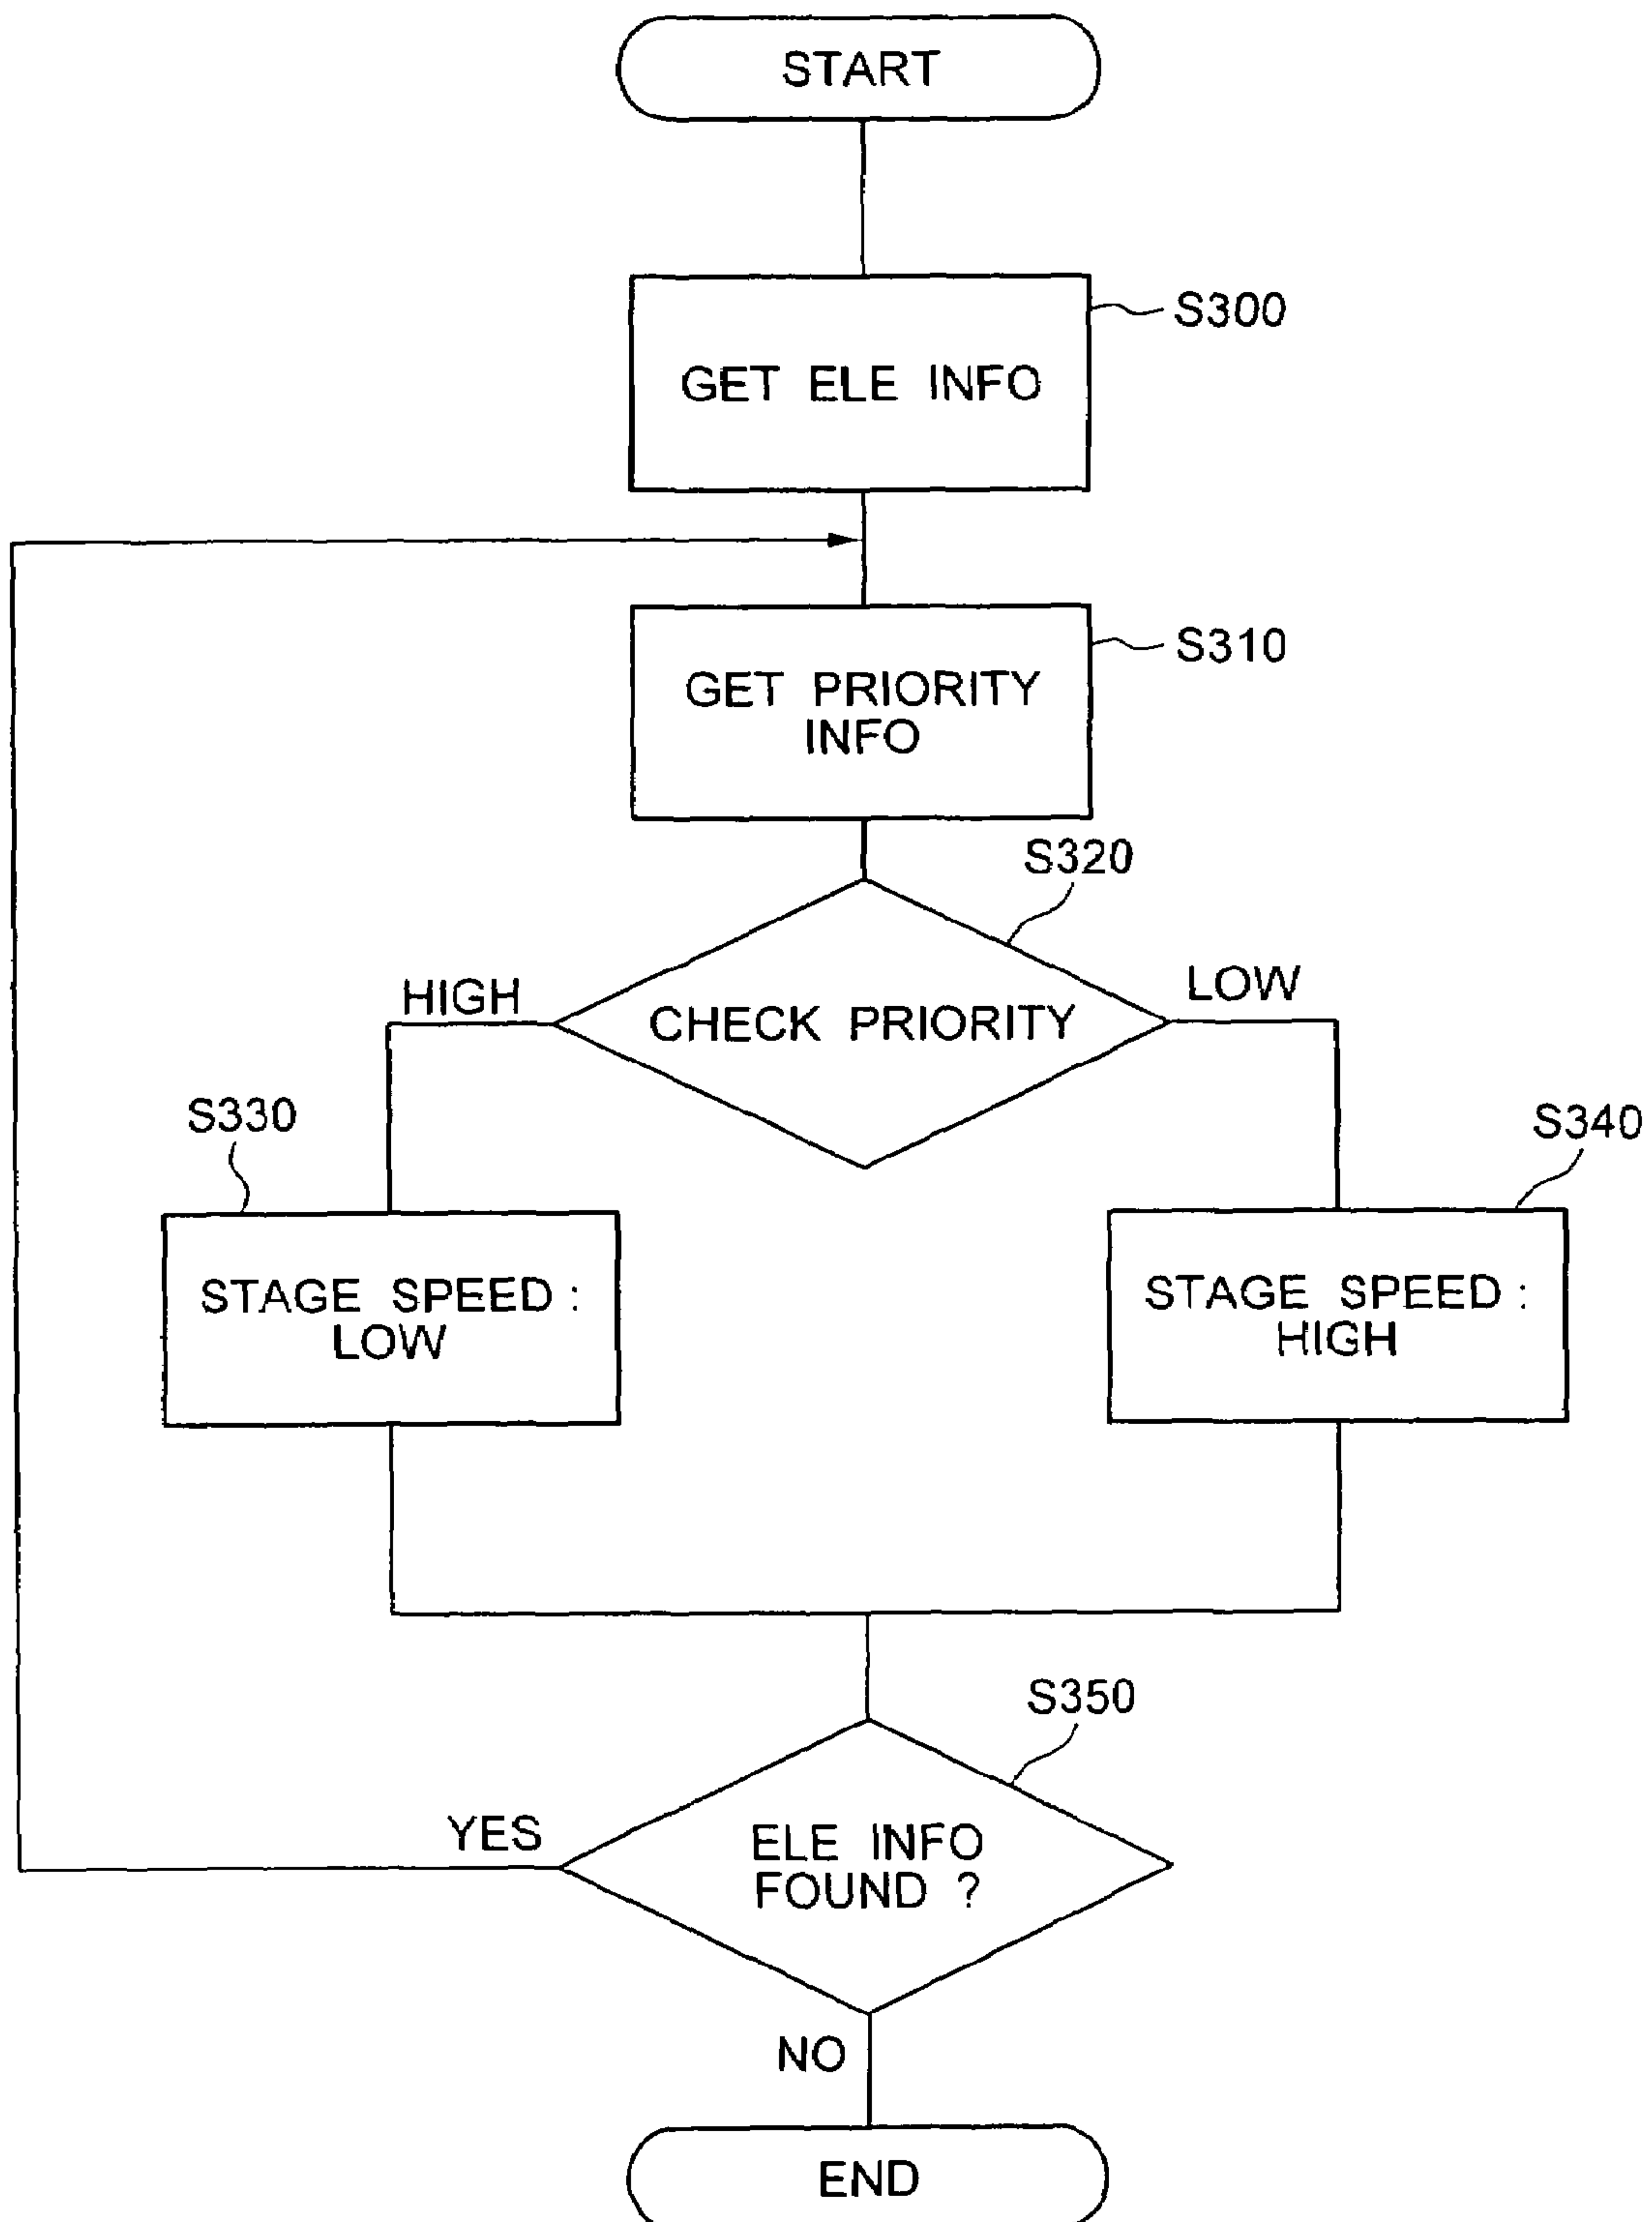 START
S300
GET ELE INFO
S310
GET PRIORITY
INFO
S320
HIGH
LOW
CHECK PRIORITY
S330
S340
STAGE SPEED :
LOW
STAGE SPEED :
HIGH
S350
YES
ELE INFO
FOUND ?
NO
END